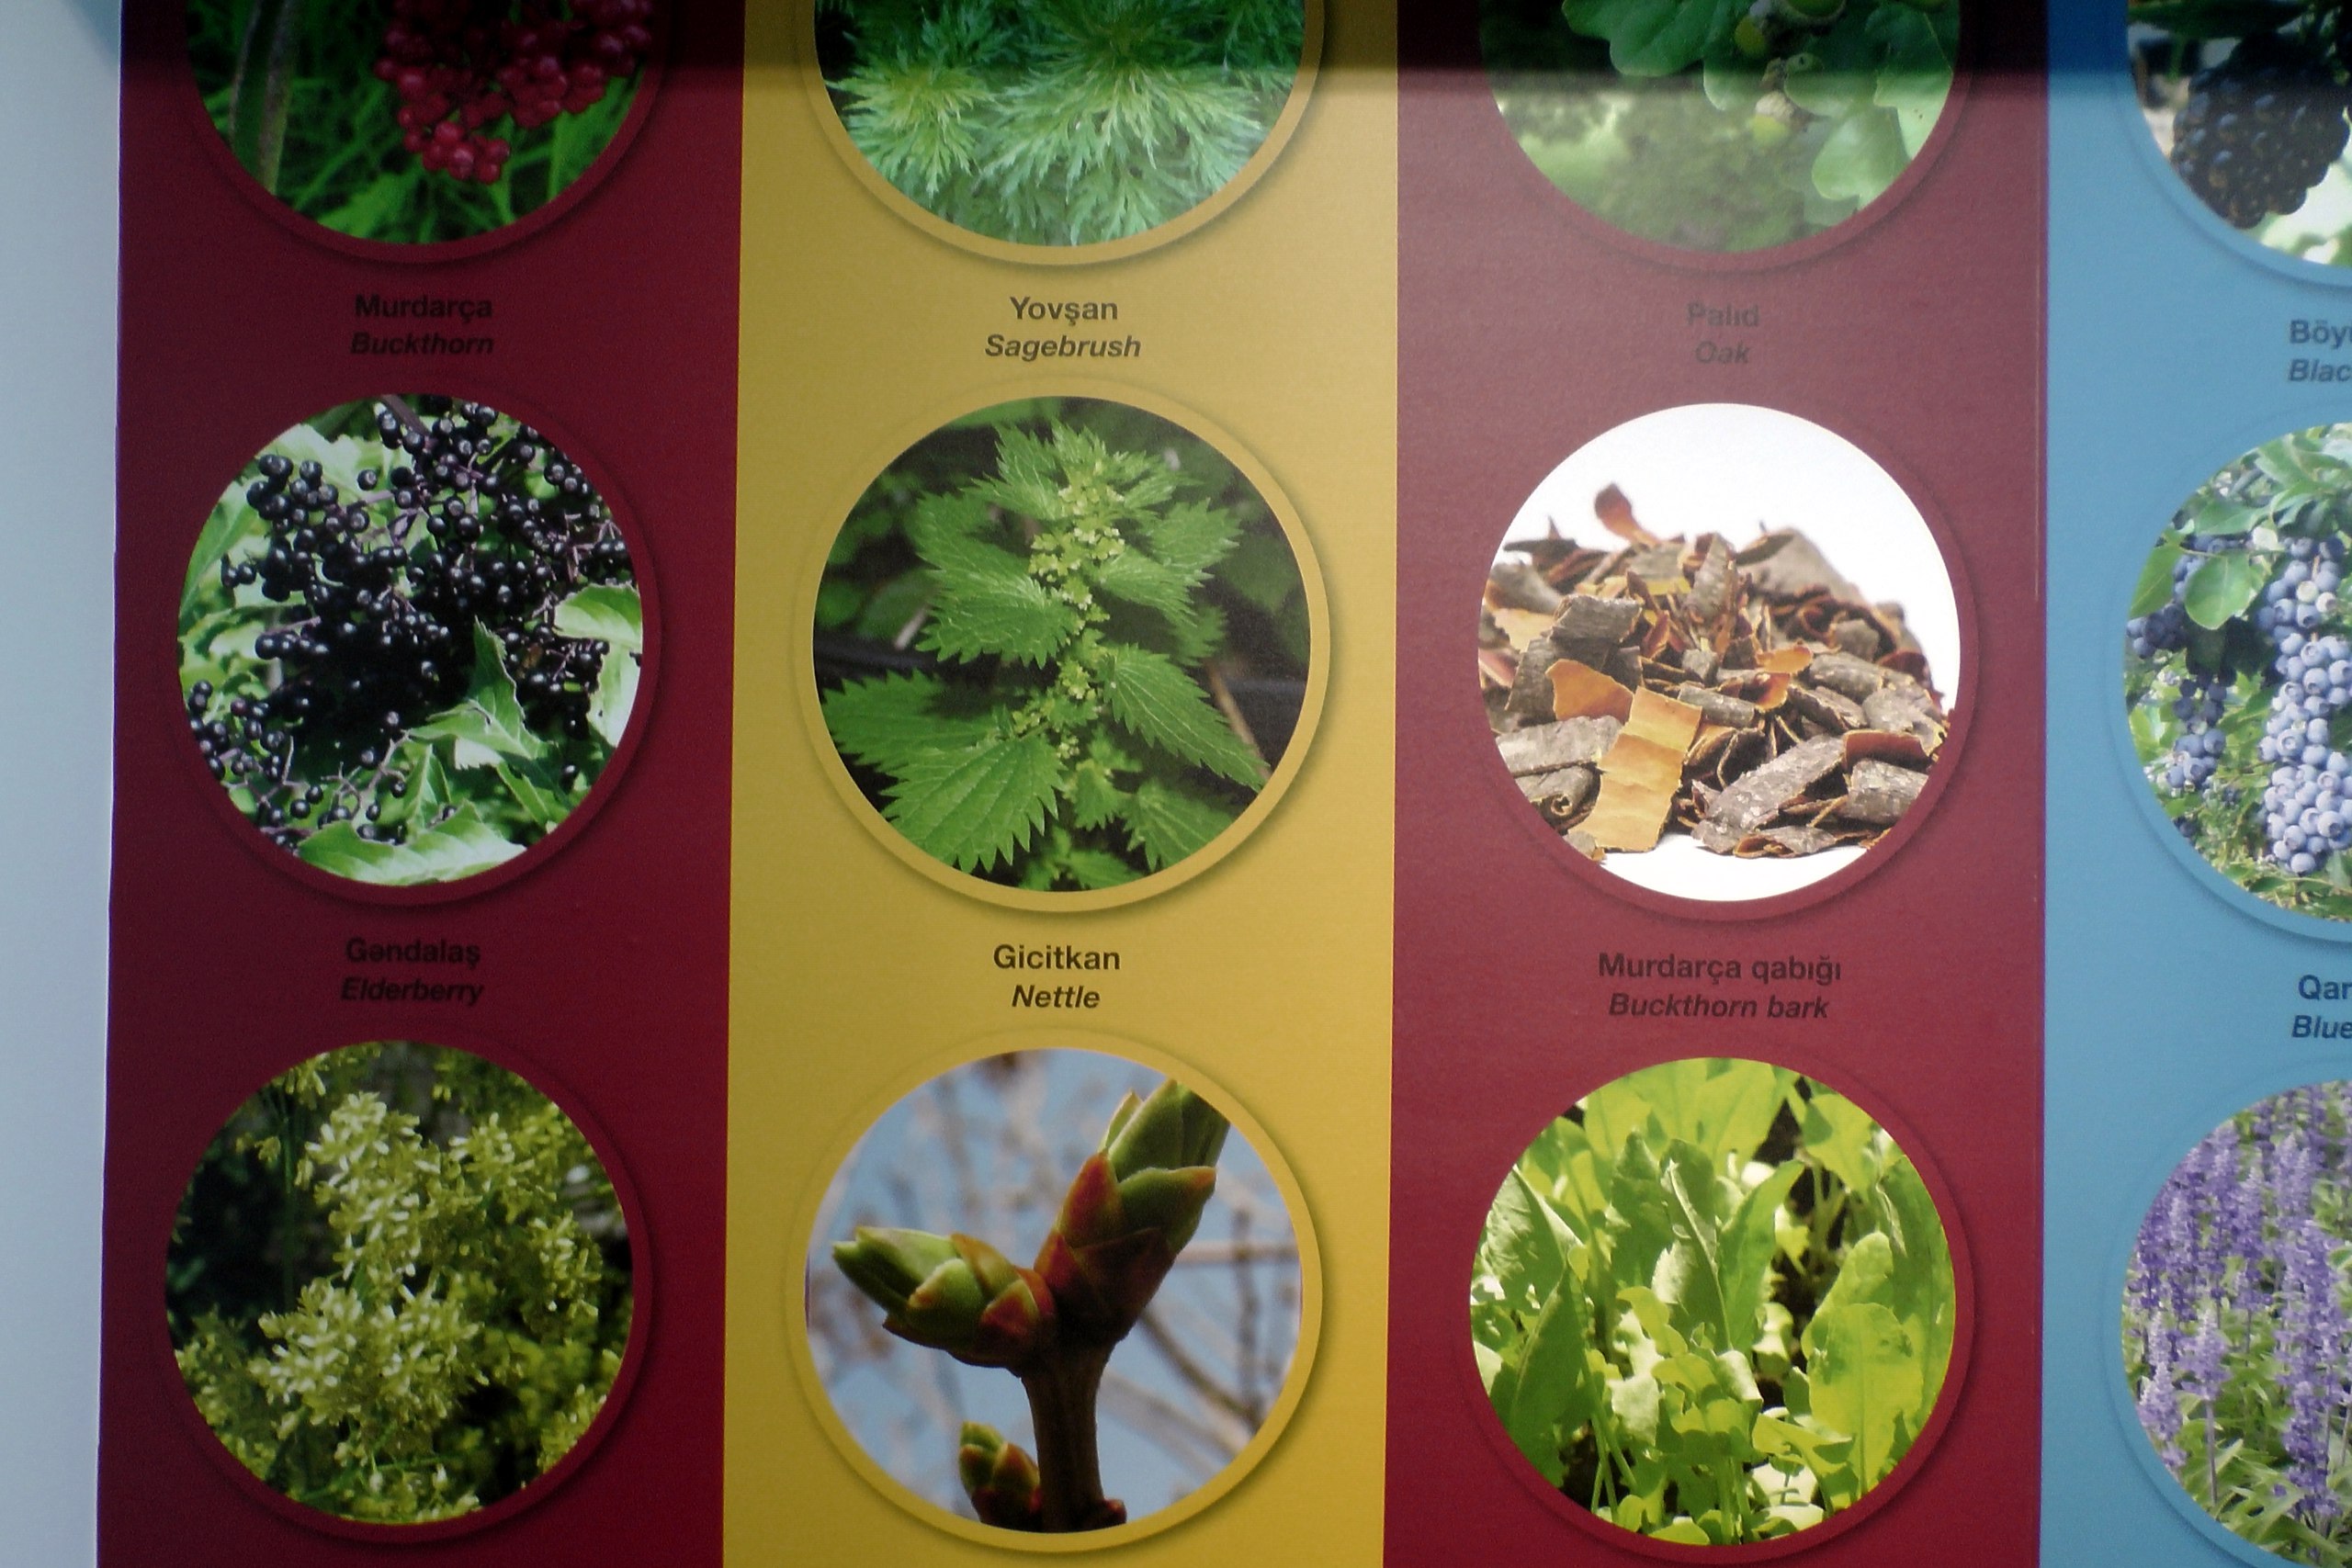 Murdarça
Buckthorn
Yovşan
Sagebrush
Palıd
Oak
Gəndalaş
Elderberry
Gicitkan
Nettle
Murdarça qabığı
Buckthorn bark